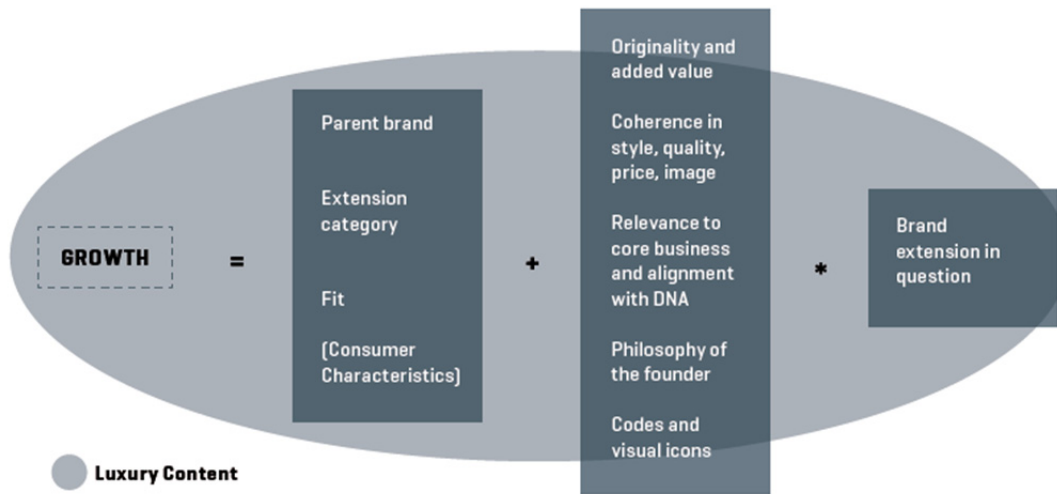 GROWTH
=
Parent brand
Extension
category
Fit
(Consumer
Characteristics)
+
Originality and
added value
Coherence in
style, quality,
price, image
Relevance to
core business
and alignment
with DNA
Philosophy of
the founder
Codes and
visual icons
*
Brand
extension in
question
Luxury Content